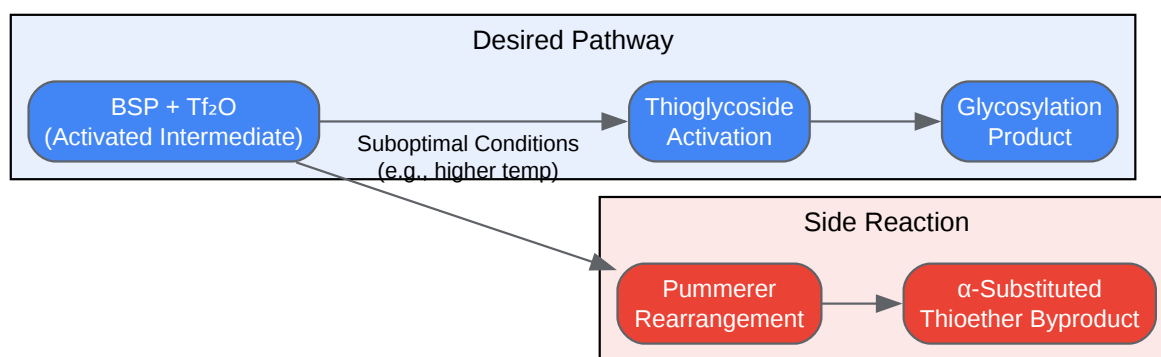 Desired Pathway
BSP + Tf₂O
(Activated Intermediate)
Suboptimal Conditions
(e.g., higher temp)
Thioglycoside
Activation
Glycosylation
Product
Side Reaction
Pummerer
Rearrangement
α-Substituted
Thioether Byproduct